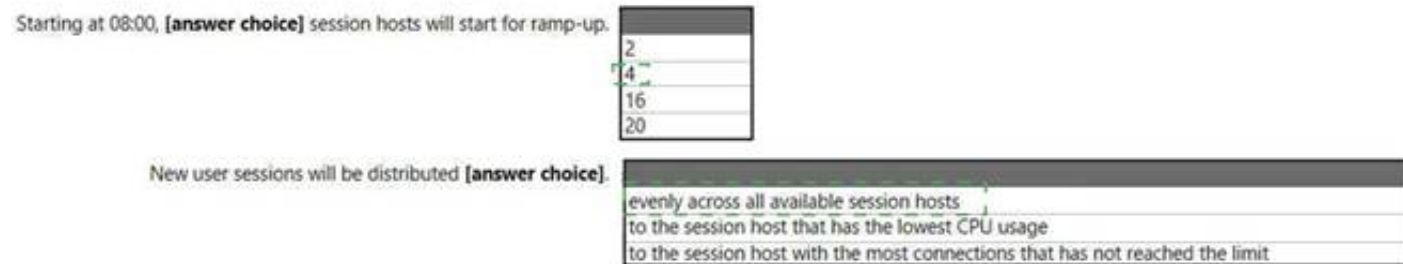 Starting at 08:00, [answer choice] session hosts will start for ramp-up.
2
4
16
20
New user sessions will be distributed [answer choice].
evenly across all available session hosts
to the session host that has the lowest CPU usage
to the session host with the most connections that has not reached the limit